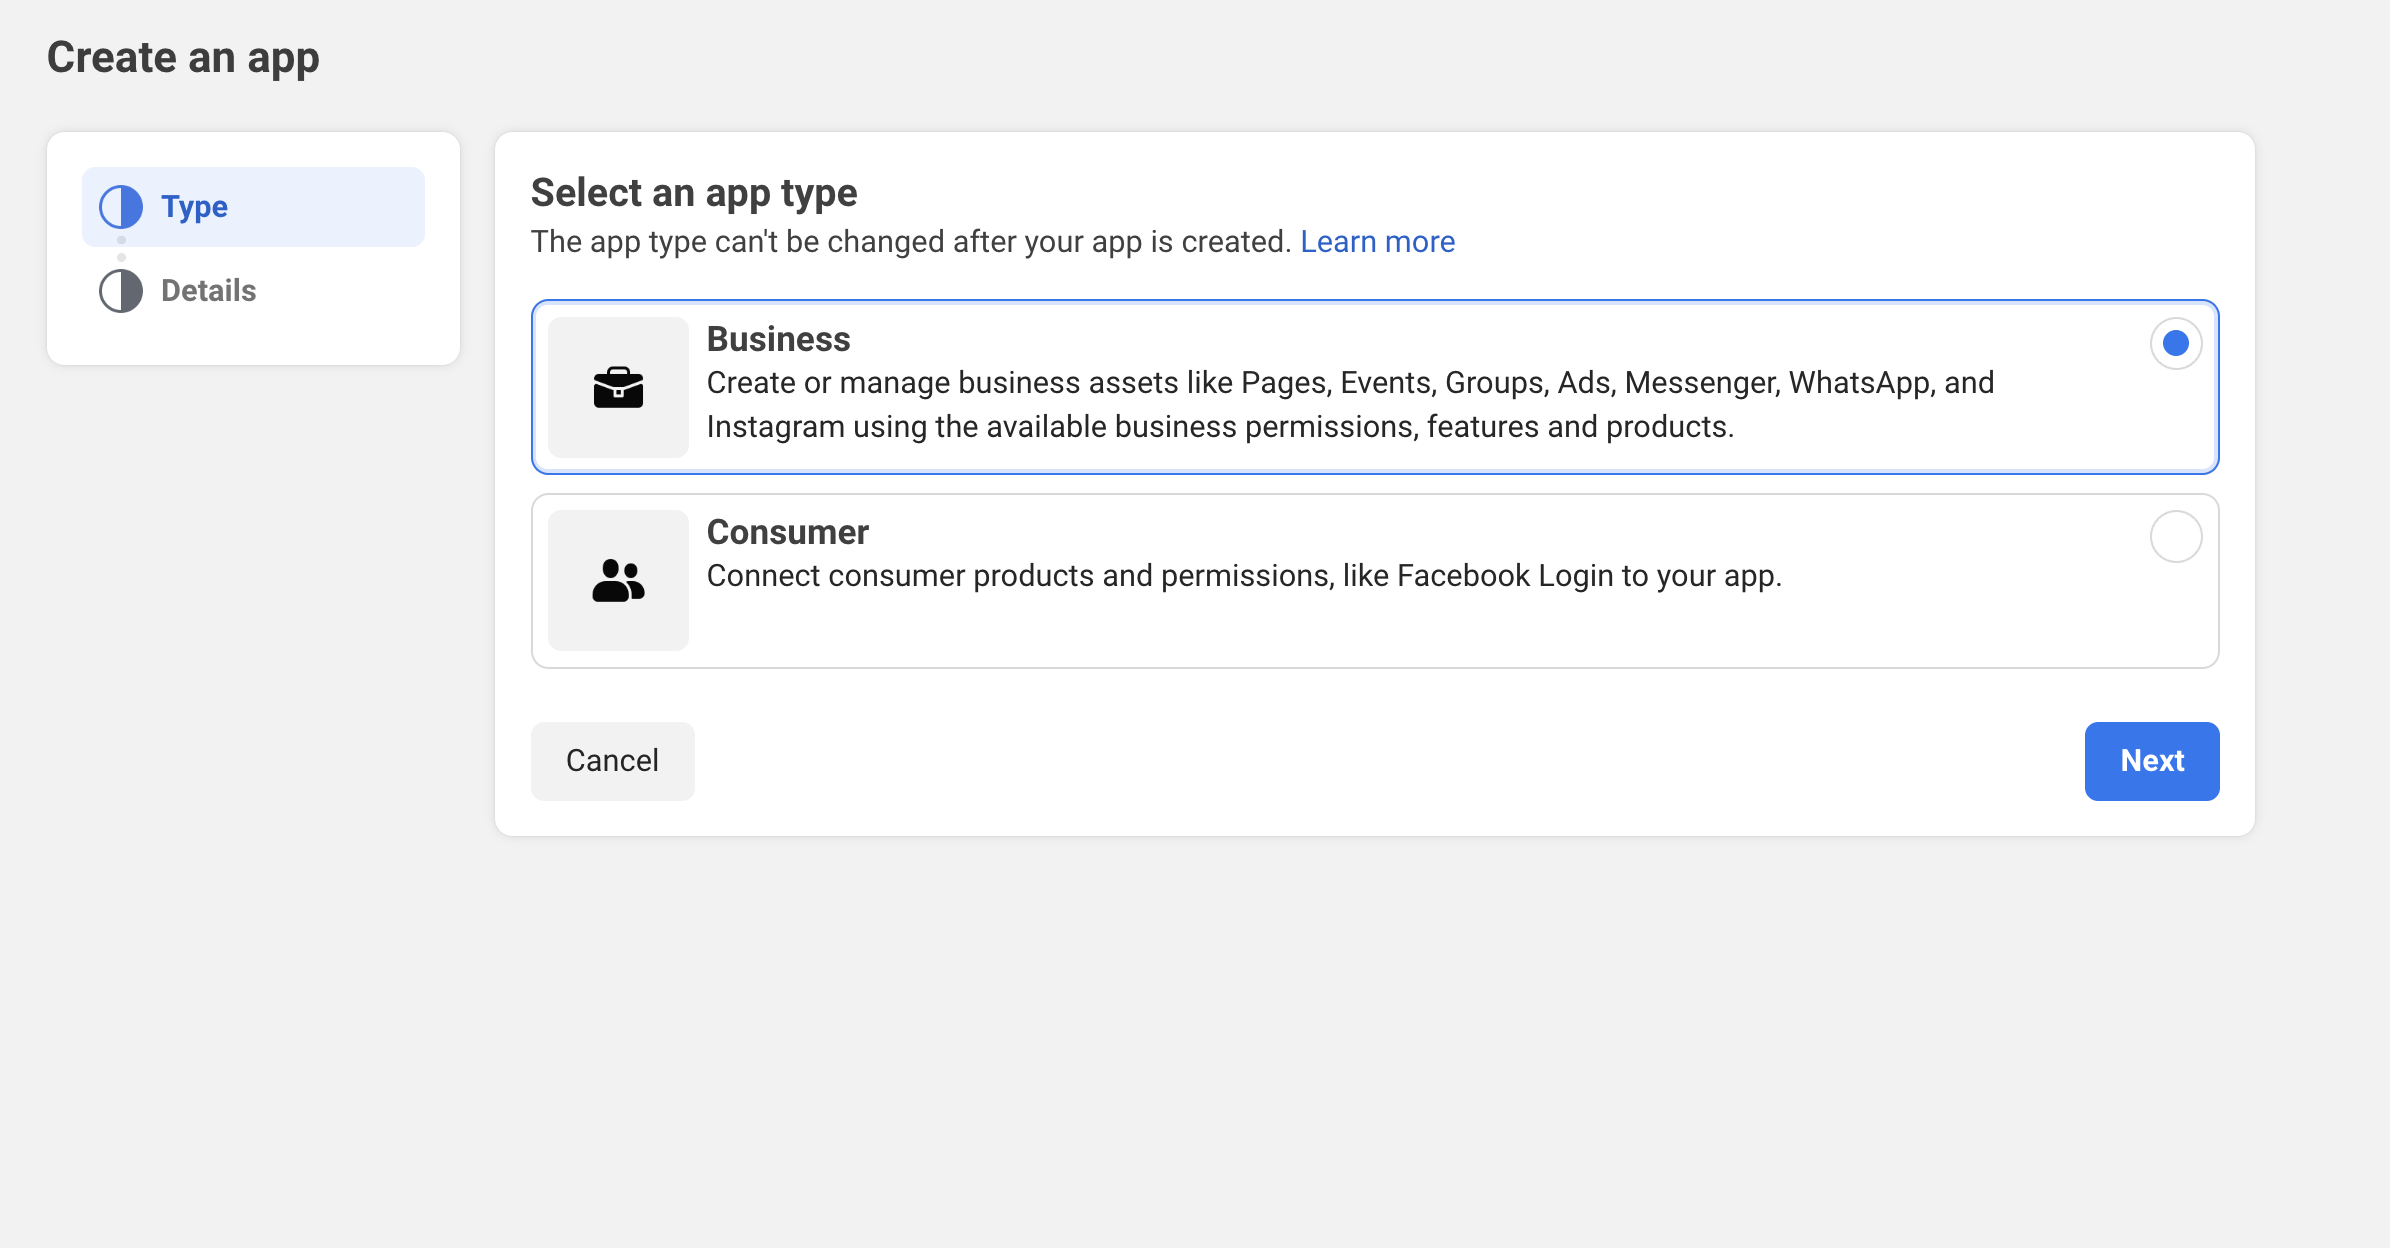 Create an app
Type
Details
Select an app type
The app type can't be changed after your app is created. Learn more
Business
Create or manage business assets like Pages, Events, Groups, Ads, Messenger, WhatsApp, and
Instagram using the available business permissions, features and products.
Consumer
Connect consumer products and permissions, like Facebook Login to your app.
Cancel
Next